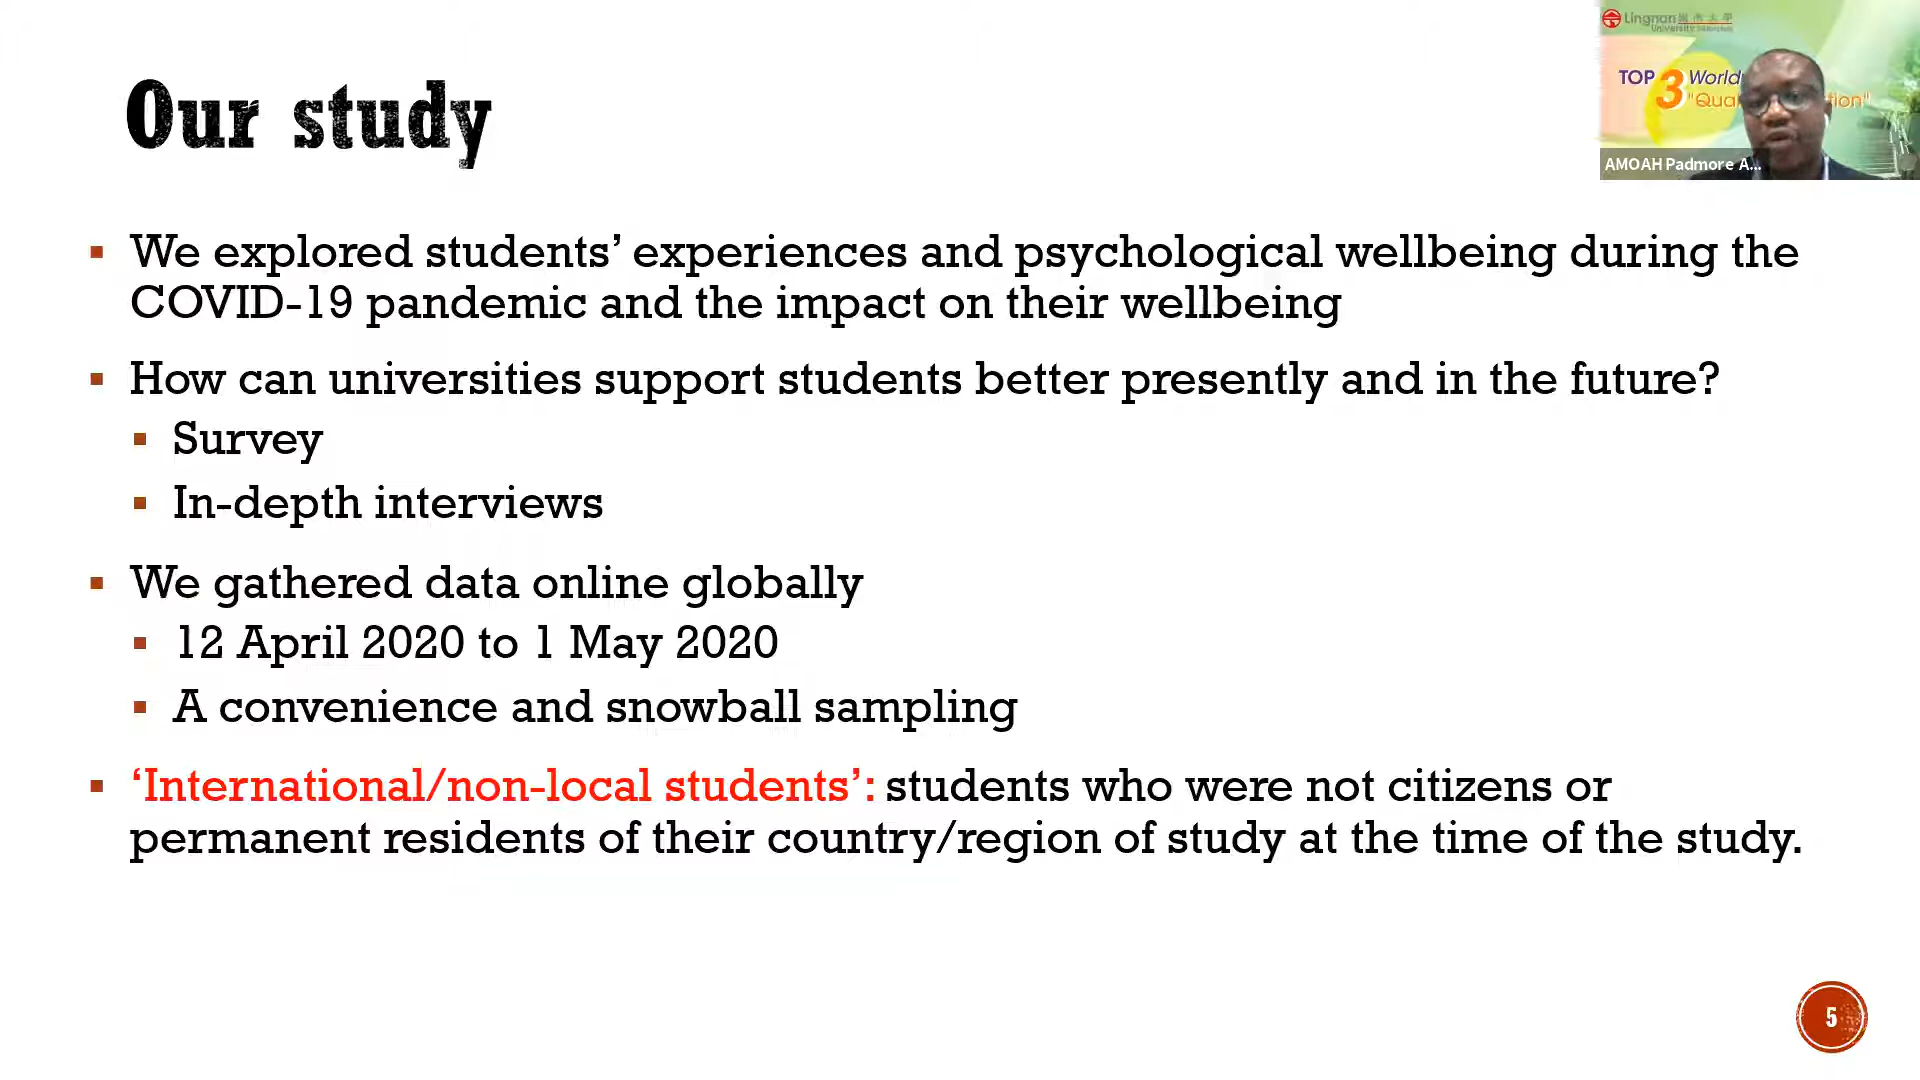 Our study
Lingnan
University
TOP 3 World
AMOAH Padmore A...
▪ We explored students’ experiences and psychological wellbeing during the
COVID-19 pandemic and the impact on their wellbeing
▪ How can universities support students better presently and in the future?
▪ Survey
▪ In-depth interviews
▪ We gathered data online globally
▪ 12 April 2020 to 1 May 2020
▪ A convenience and snowball sampling
▪ ‘International/non-local students’: students who were not citizens or
permanent residents of their country/region of study at the time of the study.
5